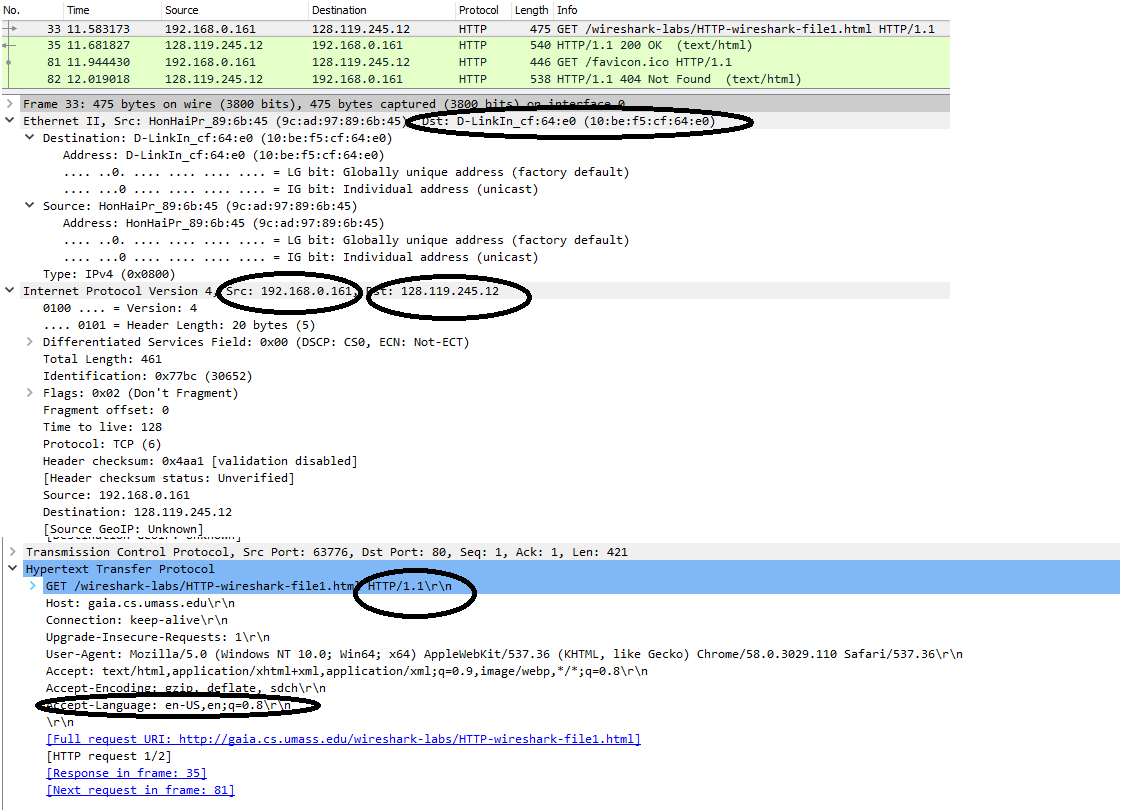 No. Time Source Destination Protocol Length Info
33 11.583173 192.168.0.161 128.119.245.12 HTTP 475 GET /wireshark-labs/HTTP-wireshark-file1.html HTTP/1.1
35 11.681827 128.119.245.12 192.168.0.161 HTTP 540 HTTP/1.1 200 OK (text/html)
81 11.944430 192.168.0.161 128.119.245.12 HTTP 446 GET /favicon.ico HTTP/1.1
82 12.019018 128.119.245.12 192.168.0.161 HTTP 538 HTTP/1.1 404 Not Found (text/html)
Frame 33: 475 bytes on wire (3800 bits), 475 bytes captured (3800 bits) on interface 0
Ethernet II, Src: HonHaiPr_89:6b:45 (9c:ad:97:89:6b:45), Dst: D-LinkIn_cf:64:e0 (10:be:f5:cf:64:e0)
Destination: D-LinkIn_cf:64:e0 (10:be:f5:cf:64:e0)
Address: D-LinkIn_cf:64:e0 (10:be:f5:cf:64:e0)
.... ..0. .... .... .... .... = LG bit: Globally unique address (factory default)
.... ...0 .... .... .... .... = IG bit: Individual address (unicast)
Source: HonHaiPr_89:6b:45 (9c:ad:97:89:6b:45)
Address: HonHaiPr_89:6b:45 (9c:ad:97:89:6b:45)
.... ..0. .... .... .... .... = LG bit: Globally unique address (factory default)
.... ...0 .... .... .... .... = IG bit: Individual address (unicast)
Type: IPv4 (0x0800)
Internet Protocol Version 4, Src: 192.168.0.161, Dst: 128.119.245.12
0100 .... = Version: 4
.... 0101 = Header Length: 20 bytes (5)
Differentiated Services Field: 0x00 (DSCP: CS0, ECN: Not-ECT)
Total Length: 461
Identification: 0x77bc (30652)
Flags: 0x02 (Don't Fragment)
Fragment offset: 0
Time to live: 128
Protocol: TCP (6)
Header checksum: 0x4aa1 [validation disabled]
[Header checksum status: Unverified]
Source: 192.168.0.161
Destination: 128.119.245.12
[Source GeoIP: Unknown]
[Destination GeoIP: Unknown]
Transmission Control Protocol, Src Port: 63776, Dst Port: 80, Seq: 1, Ack: 1, Len: 421
Hypertext Transfer Protocol
GET /wireshark-labs/HTTP-wireshark-file1.html HTTP/1.1\r\n
Host: gaia.cs.umass.edu\r\n
Connection: keep-alive\r\n
Upgrade-Insecure-Requests: 1\r\n
User-Agent: Mozilla/5.0 (Windows NT 10.0; Win64; x64) AppleWebKit/537.36 (KHTML, like Gecko) Chrome/58.0.3029.110 Safari/537.36\r\n
Accept: text/html,application/xhtml+xml,application/xml;q=0.9,image/webp,*/*;q=0.8\r\n
Accept-Encoding: gzip, deflate, sdch\r\n
Accept-Language: en-US,en;q=0.8\r\n
\r\n
[Full request URI: http://gaia.cs.umass.edu/wireshark-labs/HTTP-wireshark-file1.html]
[HTTP request 1/2]
[Response in frame: 35]
[Next request in frame: 81]